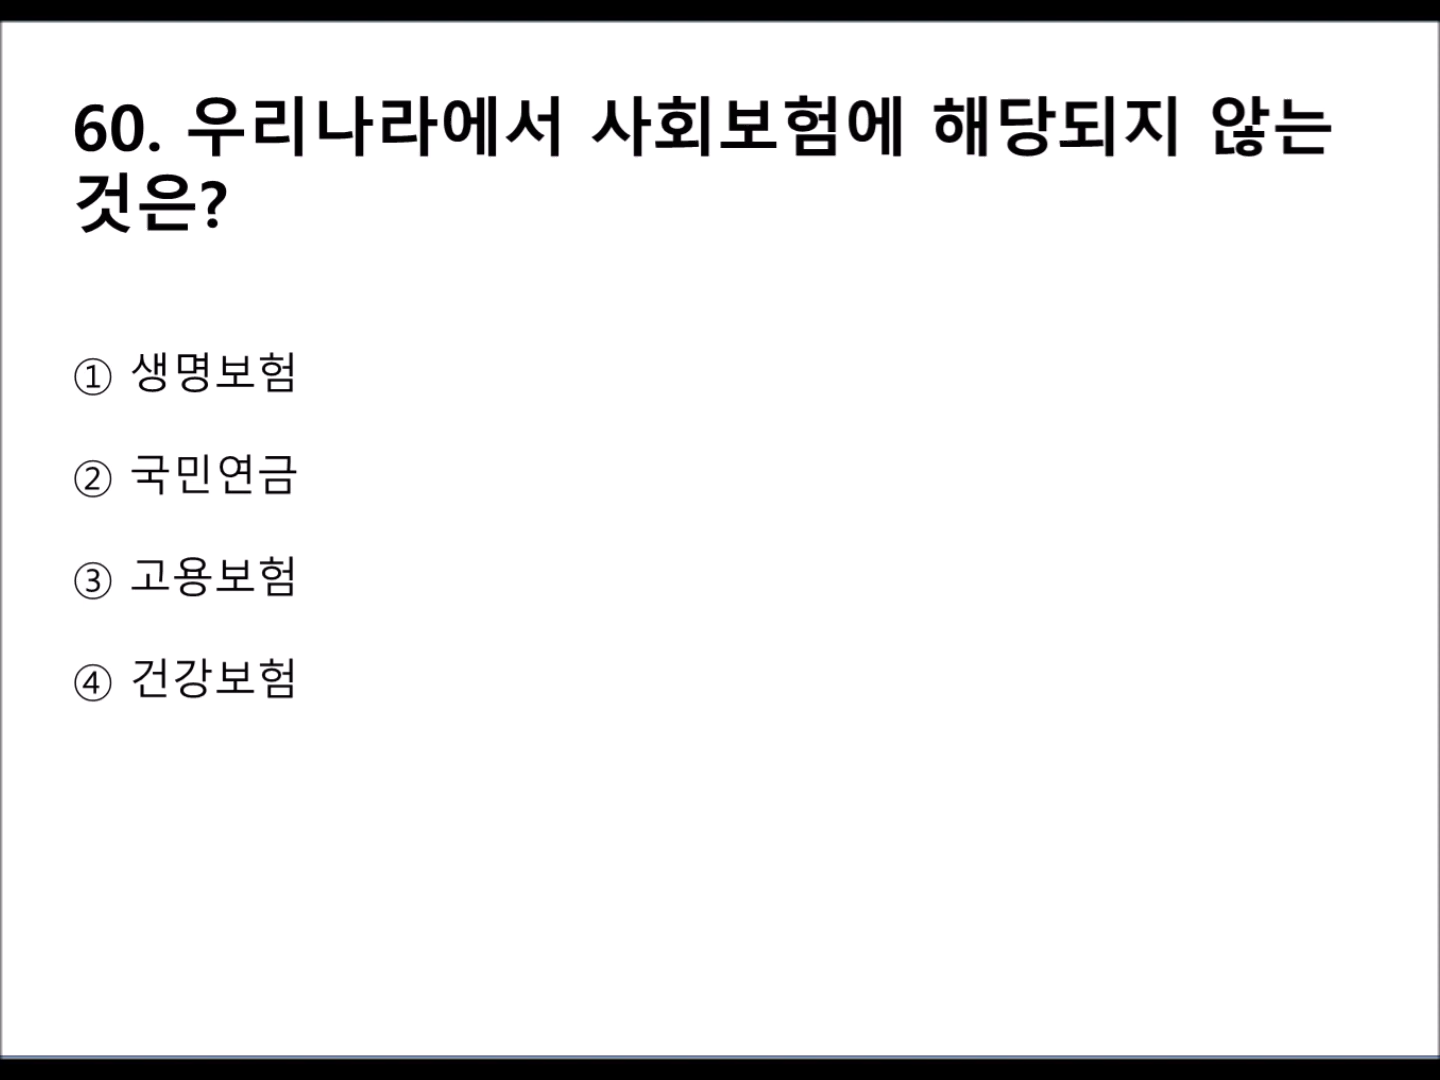 60. 우리나라에서 사회보험에 해당되지 않는
것은?
① 생명보험
② 국민연금
③ 고용보험
④ 건강보험